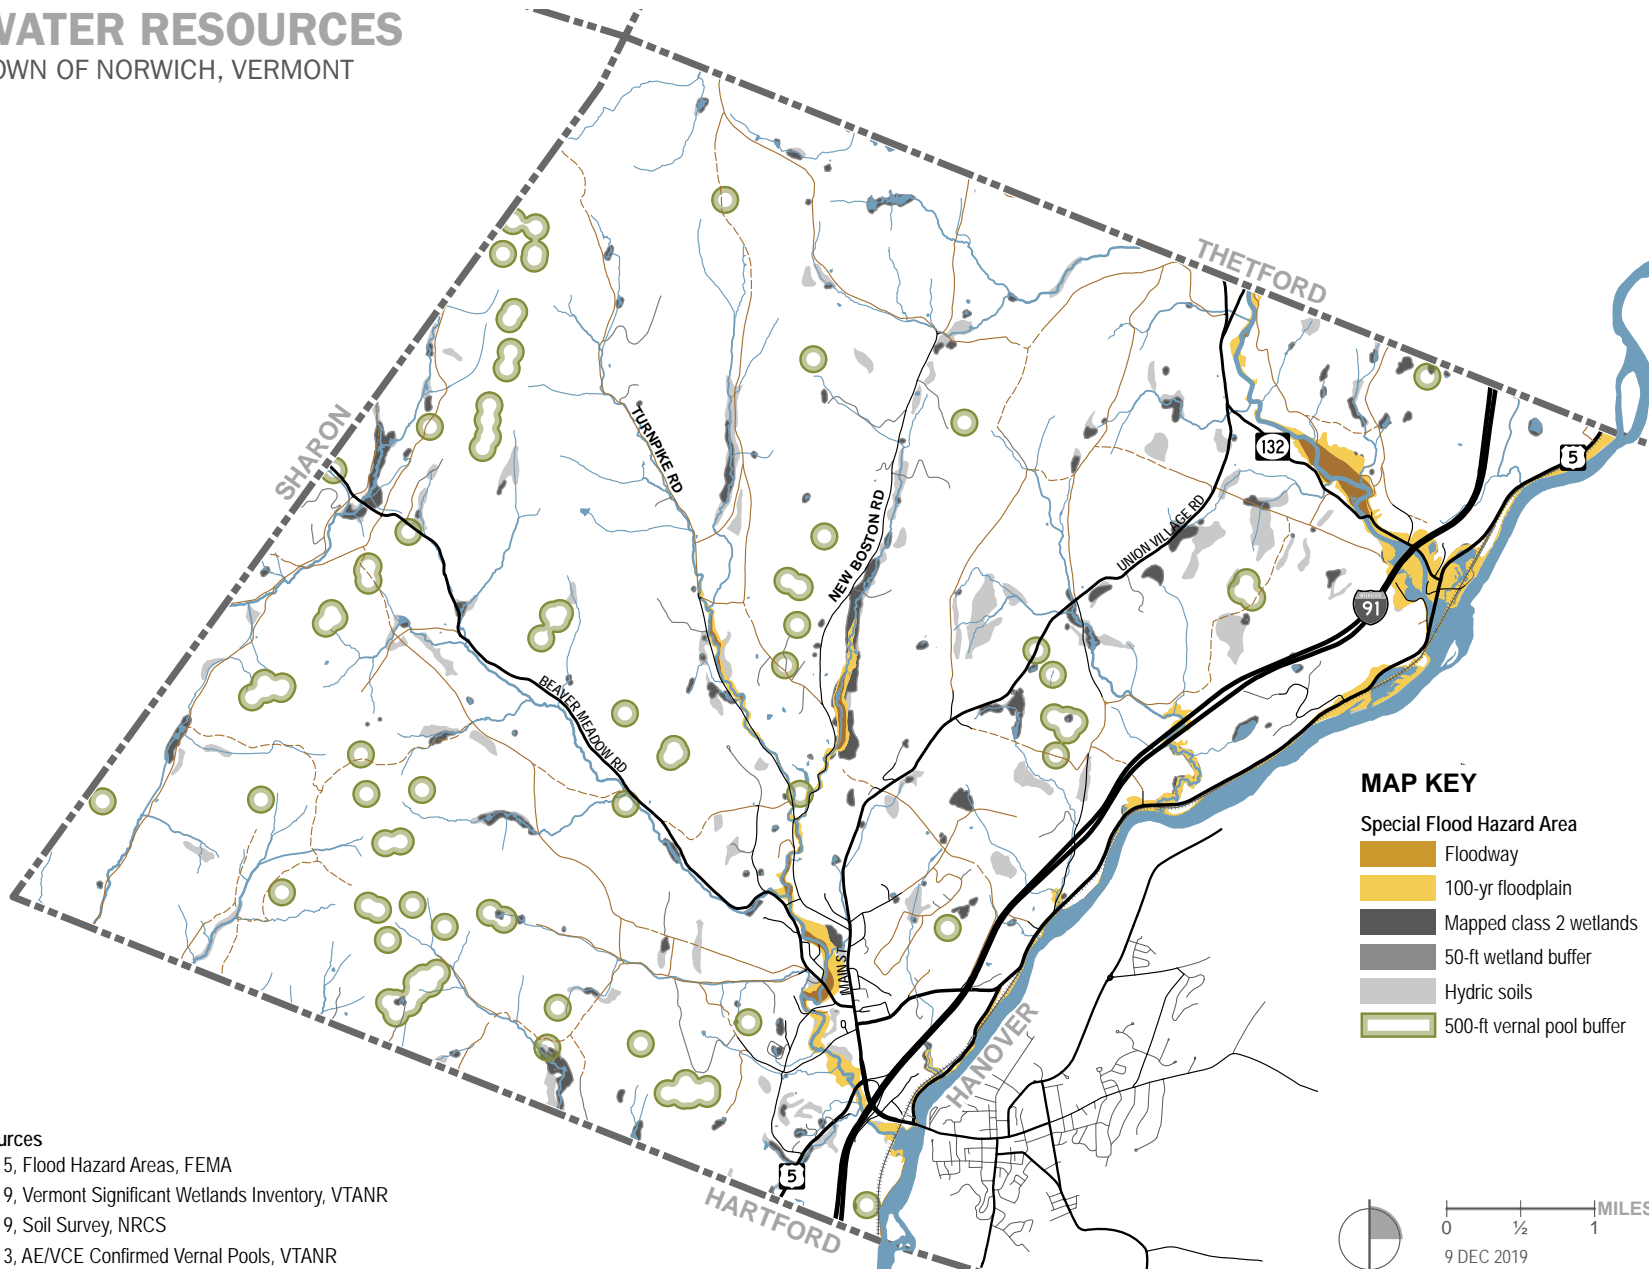 WATER RESOURCES
OWN OF NORWICH, VERMONT
THETFORD
SHARON
TURNPIKE RD
132
5
NEW BOSTON RD
UNION VILLAGE RD
91
BEAVER MEADOW RD
MAIN ST
HANOVER
5
HARTFORD
MAP KEY
Special Flood Hazard Area
Floodway
100-yr floodplain
Mapped class 2 wetlands
50-ft wetland buffer
Hydric soils
500-ft vernal pool buffer
urces
5, Flood Hazard Areas, FEMA
9, Vermont Significant Wetlands Inventory, VTANR
9, Soil Survey, NRCS
3, AE/VCE Confirmed Vernal Pools, VTANR
MILES
0 ½ 1
9 DEC 2019